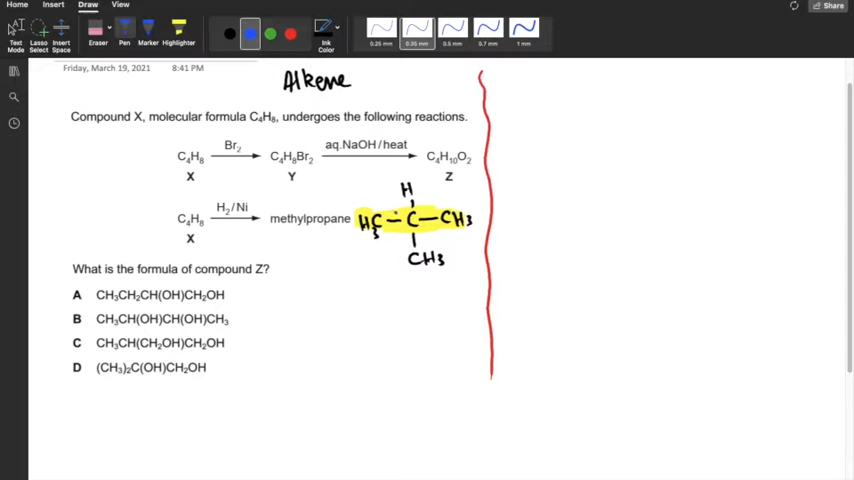 Home Insert Draw View
Share
Text Mode
Lasso Select
Insert Space
Eraser
Pen
Marker
Highlighter
Ink Color
0.25 mm
0.35 mm
0.5 mm
0.7 mm
1 mm
Friday, March 19, 2021 8:41 PM
Alkene
Compound X, molecular formula C₄H₈, undergoes the following reactions.
Br₂ aq.NaOH/heat
C₄H₈ → C₄H₈Br₂ → C₄H₁₀O₂
X Y Z
H
H₂/Ni
C₄H₈ → methylpropane H₃C–C–CH₃
X
CH₃
What is the formula of compound Z?
A CH₃CH₂CH(OH)CH₂OH
B CH₃CH(OH)CH(OH)CH₃
C CH₃CH(CH₂OH)CH₂OH
D (CH₃)₂C(OH)CH₂OH